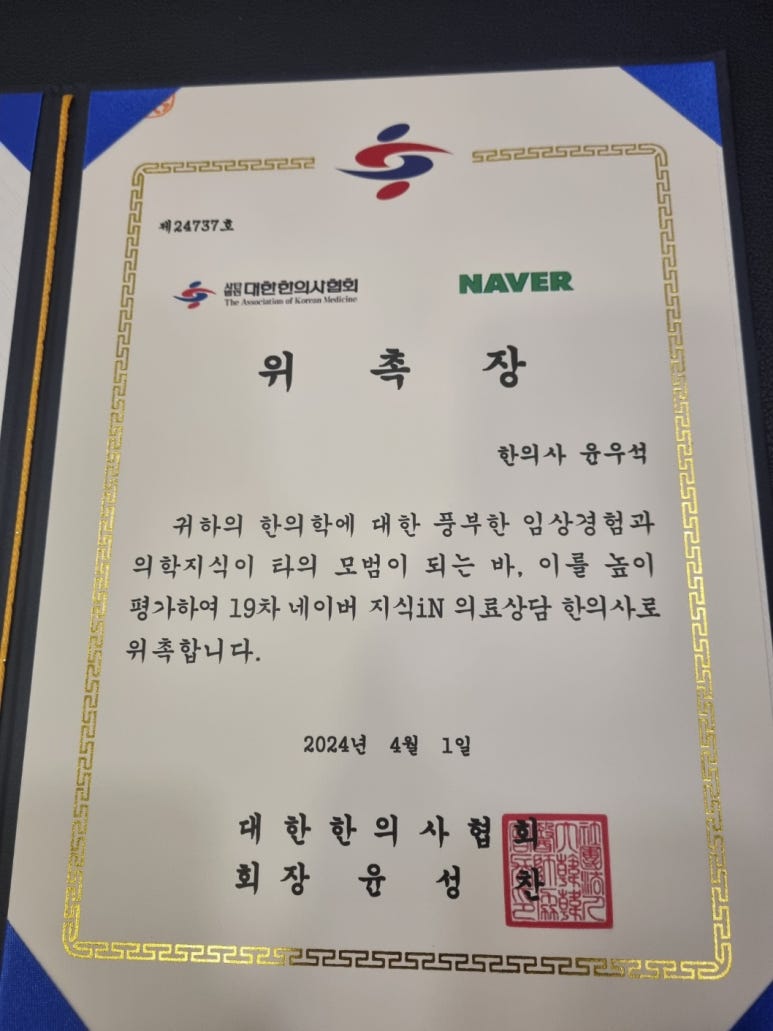 제24737호
사단법인 대한한의사협회
The Association of Korean Medicine
NAVER
위 촉 장
한의사 윤우석
귀하의 한의학에 대한 풍부한 임상경험과
의학지식이 타의 모범이 되는 바, 이를 높이
평가하여 19차 네이버 지식iN 의료상담 한의사로
위촉합니다.
2024년 4월 1일
대 한 한 의 사 협 회
회 장 윤 성 찬